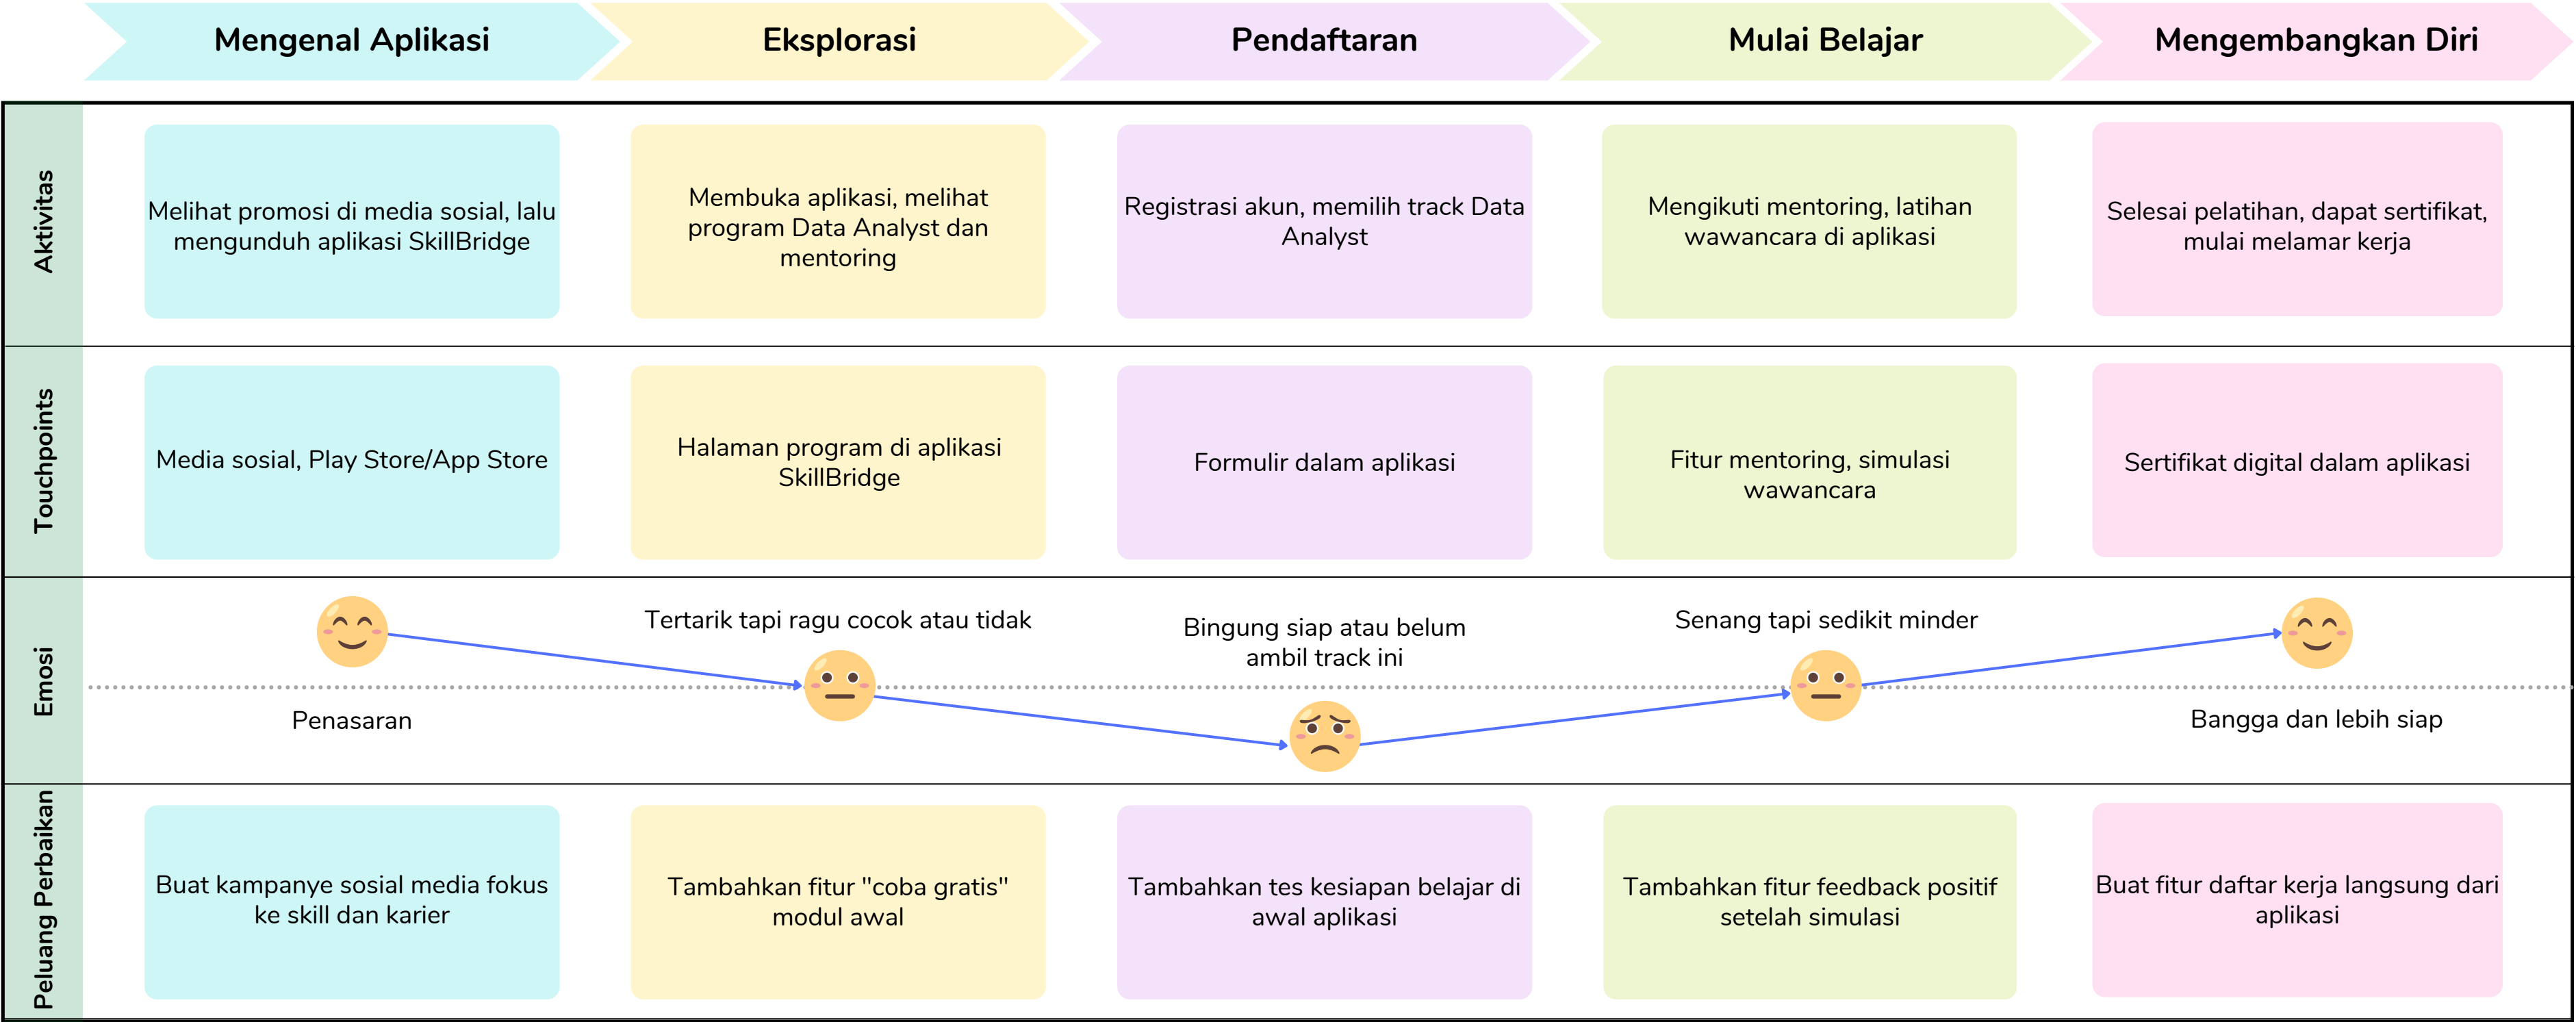 Mengenal Aplikasi
Eksplorasi
Pendaftaran
Mulai Belajar
Mengembangkan Diri
Aktivitas
Melihat promosi di media sosial, lalu
mengunduh aplikasi SkillBridge
Membuka aplikasi, melihat
program Data Analyst dan
mentoring
Registrasi akun, memilih track Data
Analyst
Mengikuti mentoring, latihan
wawancara di aplikasi
Selesai pelatihan, dapat sertifikat,
mulai melamar kerja
Touchpoints
Media sosial, Play Store/App Store
Halaman program di aplikasi
SkillBridge
Formulir dalam aplikasi
Fitur mentoring, simulasi
wawancara
Sertifikat digital dalam aplikasi
Emosi
Penasaran
Tertarik tapi ragu cocok atau tidak
Bingung siap atau belum
ambil track ini
Senang tapi sedikit minder
Bangga dan lebih siap
Peluang Perbaikan
Buat kampanye sosial media fokus
ke skill dan karier
Tambahkan fitur "coba gratis"
modul awal
Tambahkan tes kesiapan belajar di
awal aplikasi
Tambahkan fitur feedback positif
setelah simulasi
Buat fitur daftar kerja langsung dari
aplikasi